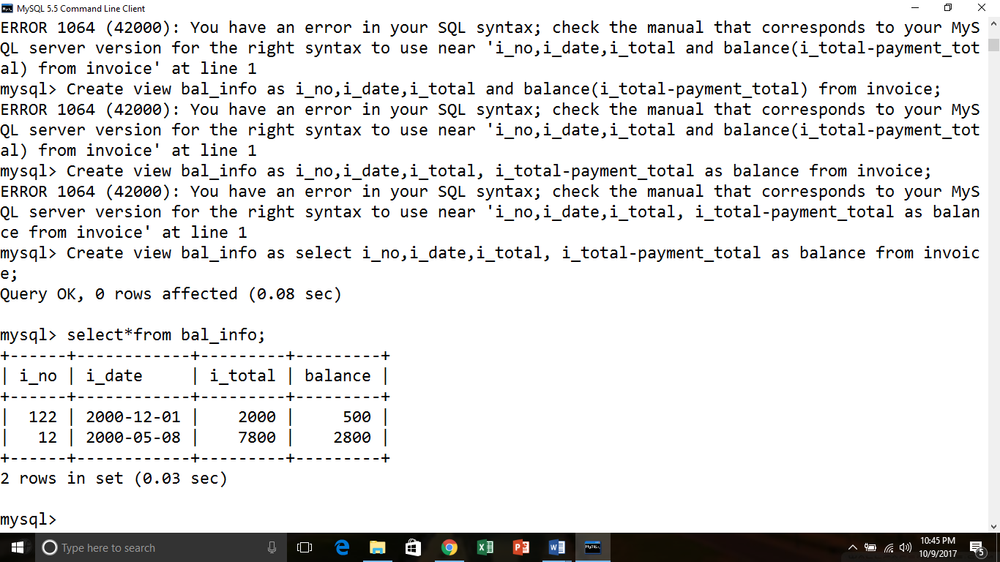 MySQL 5.5 Command Line Client
ERROR 1064 (42000): You have an error in your SQL syntax; check the manual that corresponds to your MyS
QL server version for the right syntax to use near 'i_no,i_date,i_total and balance(i_total-payment_tot
al) from invoice' at line 1
mysql> Create view bal_info as i_no,i_date,i_total and balance(i_total-payment_total) from invoice;
ERROR 1064 (42000): You have an error in your SQL syntax; check the manual that corresponds to your MyS
QL server version for the right syntax to use near 'i_no,i_date,i_total and balance(i_total-payment_tot
al) from invoice' at line 1
mysql> Create view bal_info as i_no,i_date,i_total, i_total-payment_total as balance from invoice;
ERROR 1064 (42000): You have an error in your SQL syntax; check the manual that corresponds to your MyS
QL server version for the right syntax to use near 'i_no,i_date,i_total, i_total-payment_total as balan
ce from invoice' at line 1
mysql> Create view bal_info as select i_no,i_date,i_total, i_total-payment_total as balance from invoic
e;
Query OK, 0 rows affected (0.08 sec)
mysql> select*from bal_info;
+------+------------+---------+---------+
| i_no | i_date     | i_total | balance |
+------+------------+---------+---------+
|  122 | 2000-12-01 |    2000 |     500 |
|   12 | 2000-05-08 |    7800 |    2800 |
+------+------------+---------+---------+
2 rows in set (0.03 sec)
mysql>
Type here to search
10:45 PM
10/9/2017
5